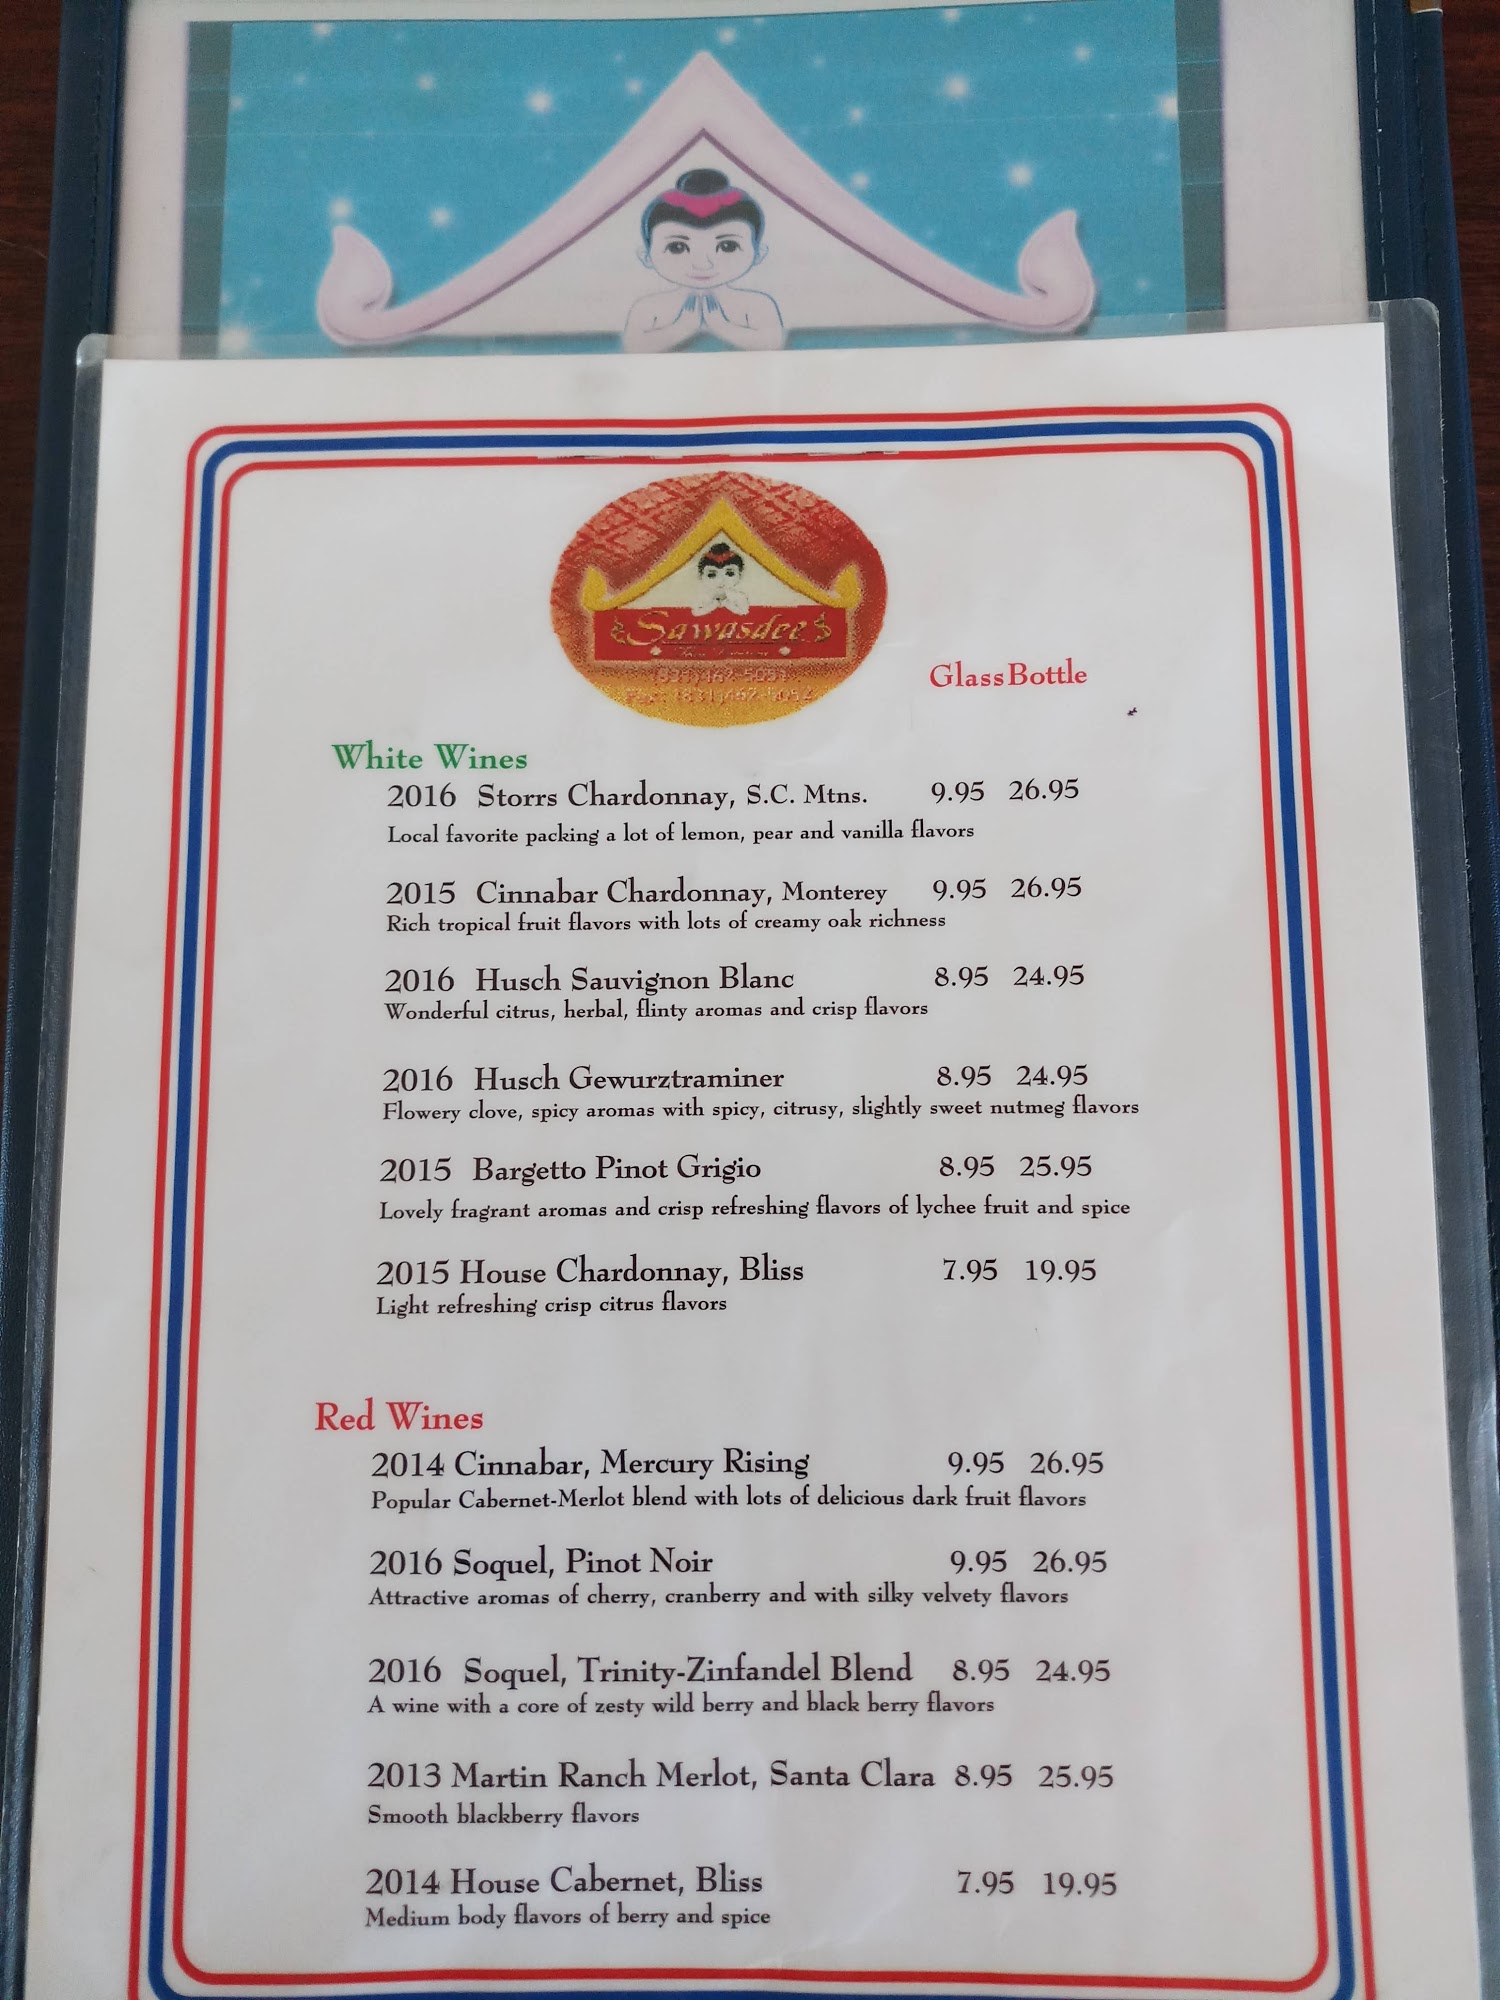 Sawasdee
Fax: (831)462-5052
Glass Bottle
White Wines
2016 Storrs Chardonnay, S.C. Mtns. 9.95 26.95
Local favorite packing a lot of lemon, pear and vanilla flavors
2015 Cinnabar Chardonnay, Monterey 9.95 26.95
Rich tropical fruit flavors with lots of creamy oak richness
2016 Husch Sauvignon Blanc 8.95 24.95
Wonderful citrus, herbal, flinty aromas and crisp flavors
2016 Husch Gewurztraminer 8.95 24.95
Flowery clove, spicy aromas with spicy, citrusy, slightly sweet nutmeg flavors
2015 Bargetto Pinot Grigio 8.95 25.95
Lovely fragrant aromas and crisp refreshing flavors of lychee fruit and spice
2015 House Chardonnay, Bliss 7.95 19.95
Light refreshing crisp citrus flavors
Red Wines
2014 Cinnabar, Mercury Rising 9.95 26.95
Popular Cabernet-Merlot blend with lots of delicious dark fruit flavors
2016 Soquel, Pinot Noir 9.95 26.95
Attractive aromas of cherry, cranberry and with silky velvety flavors
2016 Soquel, Trinity-Zinfandel Blend 8.95 24.95
A wine with a core of zesty wild berry and black berry flavors
2013 Martin Ranch Merlot, Santa Clara 8.95 25.95
Smooth blackberry flavors
2014 House Cabernet, Bliss 7.95 19.95
Medium body flavors of berry and spice